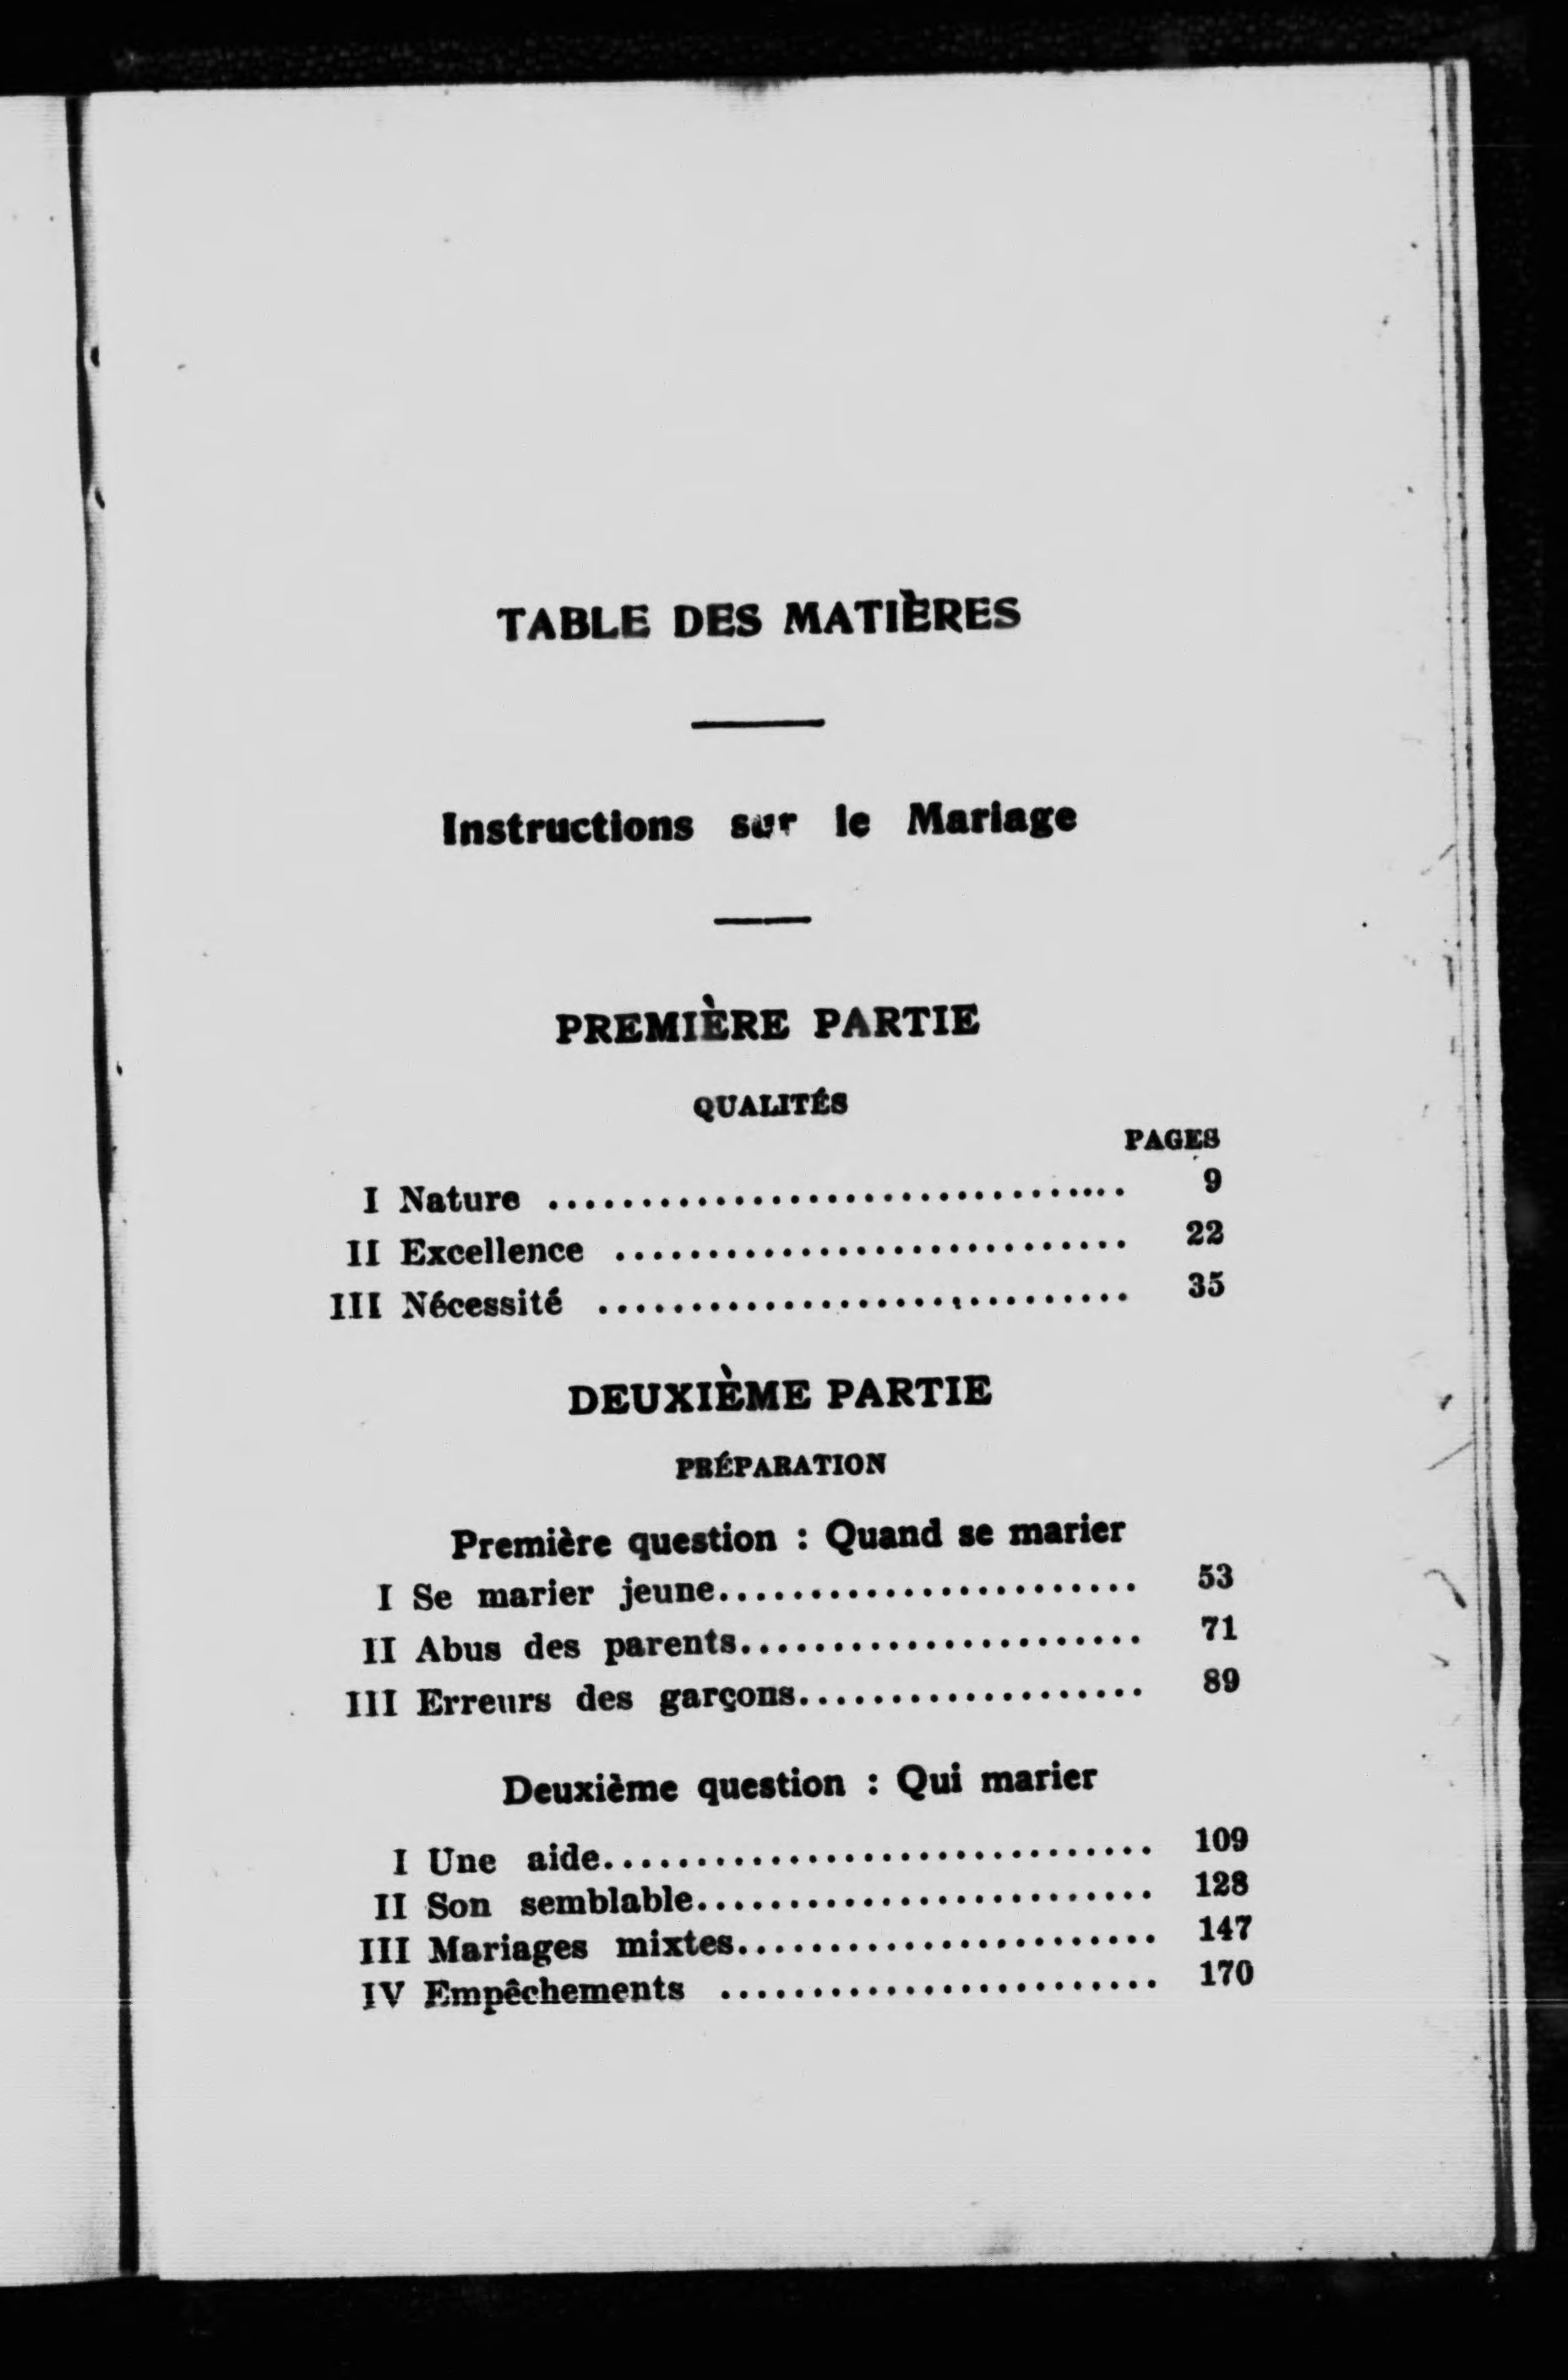 TABLE DES MATIÈRES
Instructions sur le Mariage
PREMIÈRE PARTIE
QUALITÉS
PAGES
I Nature .................................. 9
II Excellence ............................ 22
III Nécessité ............................. 35
DEUXIÈME PARTIE
PRÉPARATION
Première question : Quand se marier
I Se marier jeune....................... 53
II Abus des parents...................... 71
III Erreurs des garçons................... 89
Deuxième question : Qui marier
I Une aide.............................. 109
II Son semblable......................... 128
III Mariages mixtes....................... 147
IV Empêchements ........................ 170